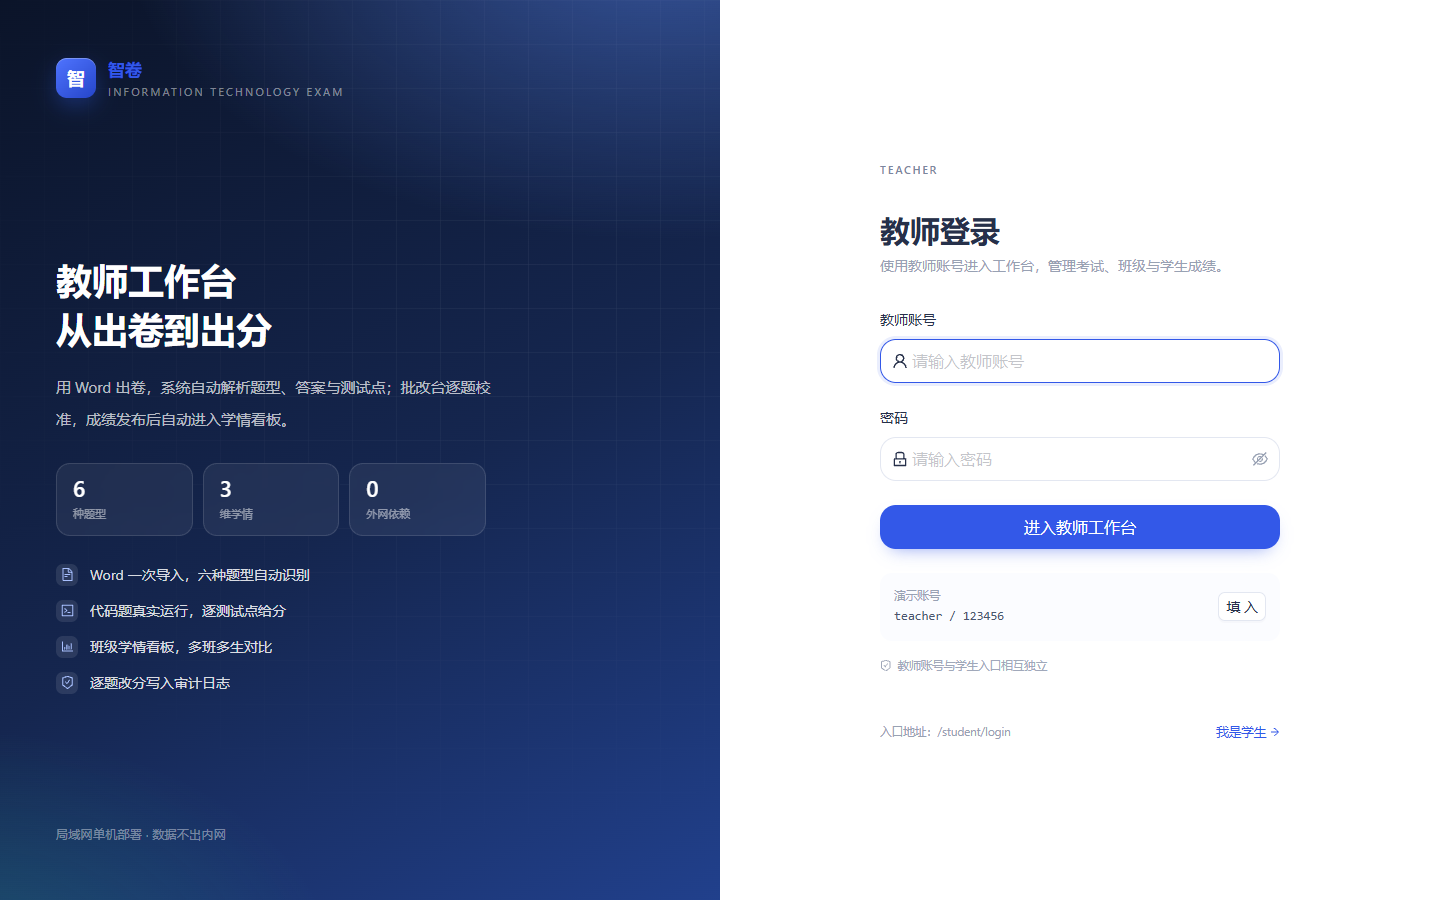 智
智卷
INFORMATION TECHNOLOGY EXAM
教师工作台
从出卷到出分
用 Word 出卷，系统自动解析题型、答案与测试点；批改台逐题校
准，成绩发布后自动进入学情看板。
6
种题型
3
维学情
0
外网依赖
Word 一次导入，六种题型自动识别
代码题真实运行，逐测试点给分
班级学情看板，多班多生对比
逐题改分写入审计日志
局域网单机部署 · 数据不出内网
TEACHER
教师登录
使用教师账号进入工作台，管理考试、班级与学生成绩。
教师账号
请输入教师账号
密码
请输入密码
进入教师工作台
演示账号
teacher / 123456
填 入
教师账号与学生入口相互独立
入口地址：/student/login
我是学生 →